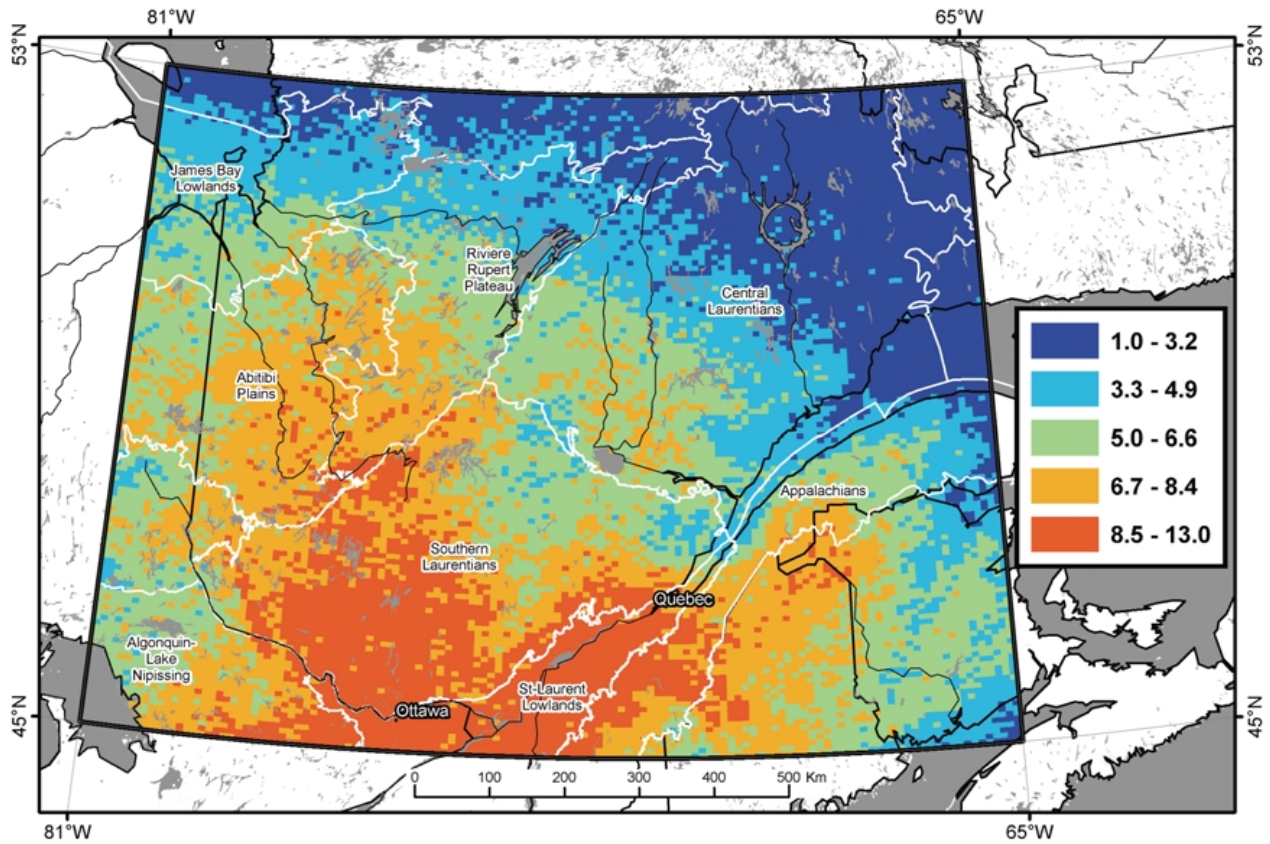 81°W
65°W
53°N
53°N
James Bay
Lowlands
Riviere
Rupert
Plateau
Central
Laurentians
1.0 - 3.2
3.3 - 4.9
5.0 - 6.6
6.7 - 8.4
8.5 - 13.0
Abitibi
Plains
Appalachians
Southern
Laurentians
Quebec
Algonquin-
Lake
Nipissing
St-Laurent
Lowlands
Ottawa
45°N
45°N
0 100 200 300 400 500 Km
81°W
65°W